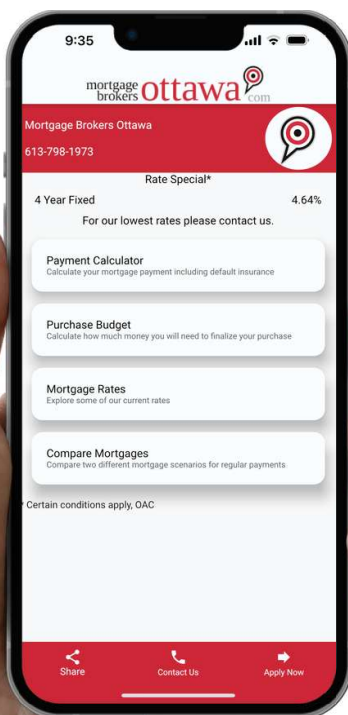 9:35
mortgage
brokers ottawa
com
Mortgage Brokers Ottawa
613-798-1973
Rate Special*
4 Year Fixed 4.64%
For our lowest rates please contact us.
Payment Calculator
Calculate your mortgage payment including default insurance
Purchase Budget
Calculate how much money you will need to finalize your purchase
Mortgage Rates
Explore some of our current rates
Compare Mortgages
Compare two different mortgage scenarios for regular payments
* Certain conditions apply, OAC
Share Contact Us Apply Now